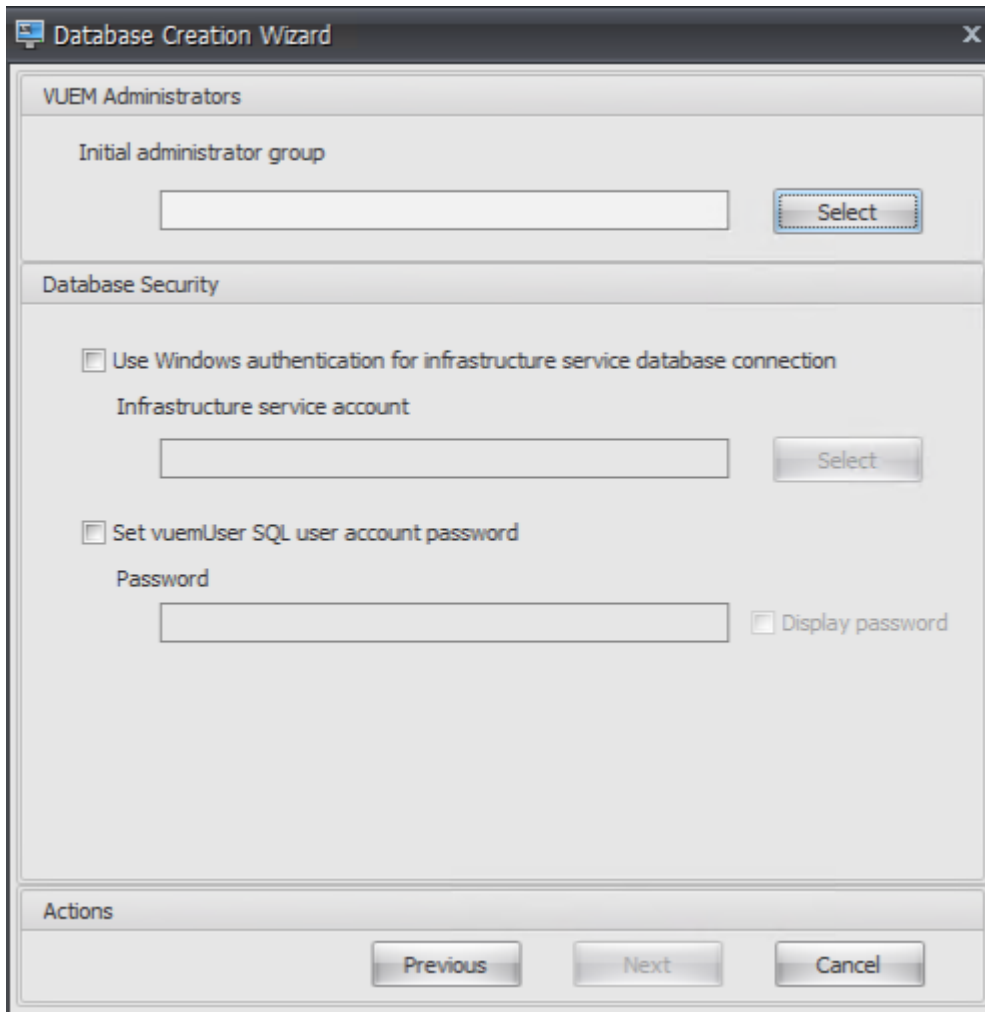 Database Creation Wizard
VUEM Administrators
Initial administrator group
Select
Database Security
Use Windows authentication for infrastructure service database connection
Infrastructure service account
Select
Set vuemUser SQL user account password
Password
Display password
Actions
Previous Next Cancel